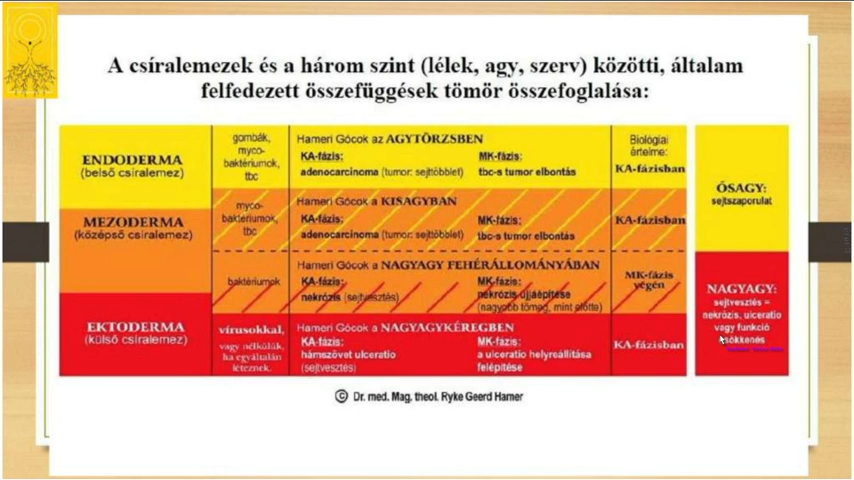 A csíralemezek és a három szint (lélek, agy, szerv) közötti, általam
felfedezett összefüggések tömör összefoglalása:
ENDODERMA
(belső csíralemez)
gombák,
myco-
baktériumok,
tbc
Hameri Gócok az AGYTÖRZSBEN
KA-fázis:
adenocarcinoma (tumor: sejttöbblet)
MK-fázis:
tbc-s tumor elbontás
Biológiai
értelme:
KA-fázisban
MEZODERMA
(középső csíralemez)
myco-
baktériumok,
tbc
Hameri Gócok a KISAGYBAN
KA-fázis:
adenocarcinoma (tumor: sejttöbblet)
MK-fázis:
tbc-s tumor elbontás
KA-fázisban
baktériumok
Hameri Gócok a NAGYAGY FEHÉRÁLLOMÁNYÁBAN
KA-fázis:
nekrózis (sejtvesztés)
MK-fázis:
nekrózis újjáépítése
(nagyobb tömeg, mint előtte)
MK-fázis
végén
EKTODERMA
(külső csíralemez)
vírusokkal,
vagy nélkülük,
ha egyáltalán
léteznek.
Hameri Gócok a NAGYAGYKÉREGBEN
KA-fázis:
hámszövet ulceratio
(sejtvesztés)
MK-fázis:
a ulceratio helyreállítása
felépítése
KA-fázisban
ŐSAGY:
sejtszaporulat
NAGYAGY:
sejtvesztés =
nekrózis, ulceratio
vagy funkció
csökkenés
© Dr. med. Mag. theol. Ryke Geerd Hamer